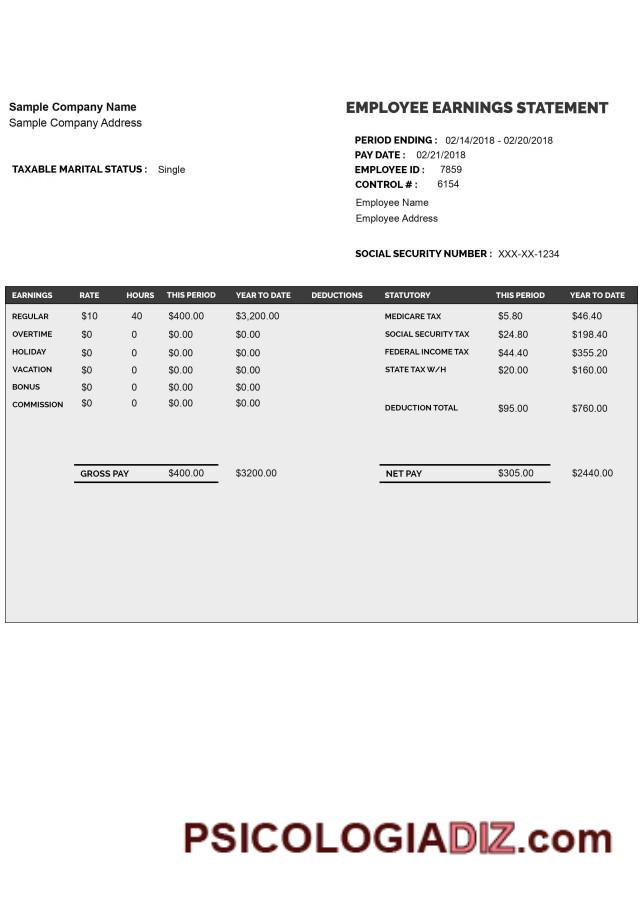 Sample Company Name
Sample Company Address
TAXABLE MARITAL STATUS : Single
EMPLOYEE EARNINGS STATEMENT
PERIOD ENDING : 02/14/2018 - 02/20/2018
PAY DATE : 02/21/2018
EMPLOYEE ID : 7859
CONTROL # : 6154
Employee Name
Employee Address
SOCIAL SECURITY NUMBER : XXX-XX-1234
EARNINGS RATE HOURS THIS PERIOD YEAR TO DATE DEDUCTIONS STATUTORY THIS PERIOD YEAR TO DATE
REGULAR $10 40 $400.00 $3,200.00 MEDICARE TAX $5.80 $46.40
OVERTIME $0 0 $0.00 $0.00 SOCIAL SECURITY TAX $24.80 $198.40
HOLIDAY $0 0 $0.00 $0.00 FEDERAL INCOME TAX $44.40 $355.20
VACATION $0 0 $0.00 $0.00 STATE TAX W/H $20.00 $160.00
BONUS $0 0 $0.00 $0.00
COMMISSION $0 0 $0.00 $0.00 DEDUCTION TOTAL $95.00 $760.00
GROSS PAY $400.00 $3200.00 NET PAY $305.00 $2440.00
PSICOLOGIADIZ.com